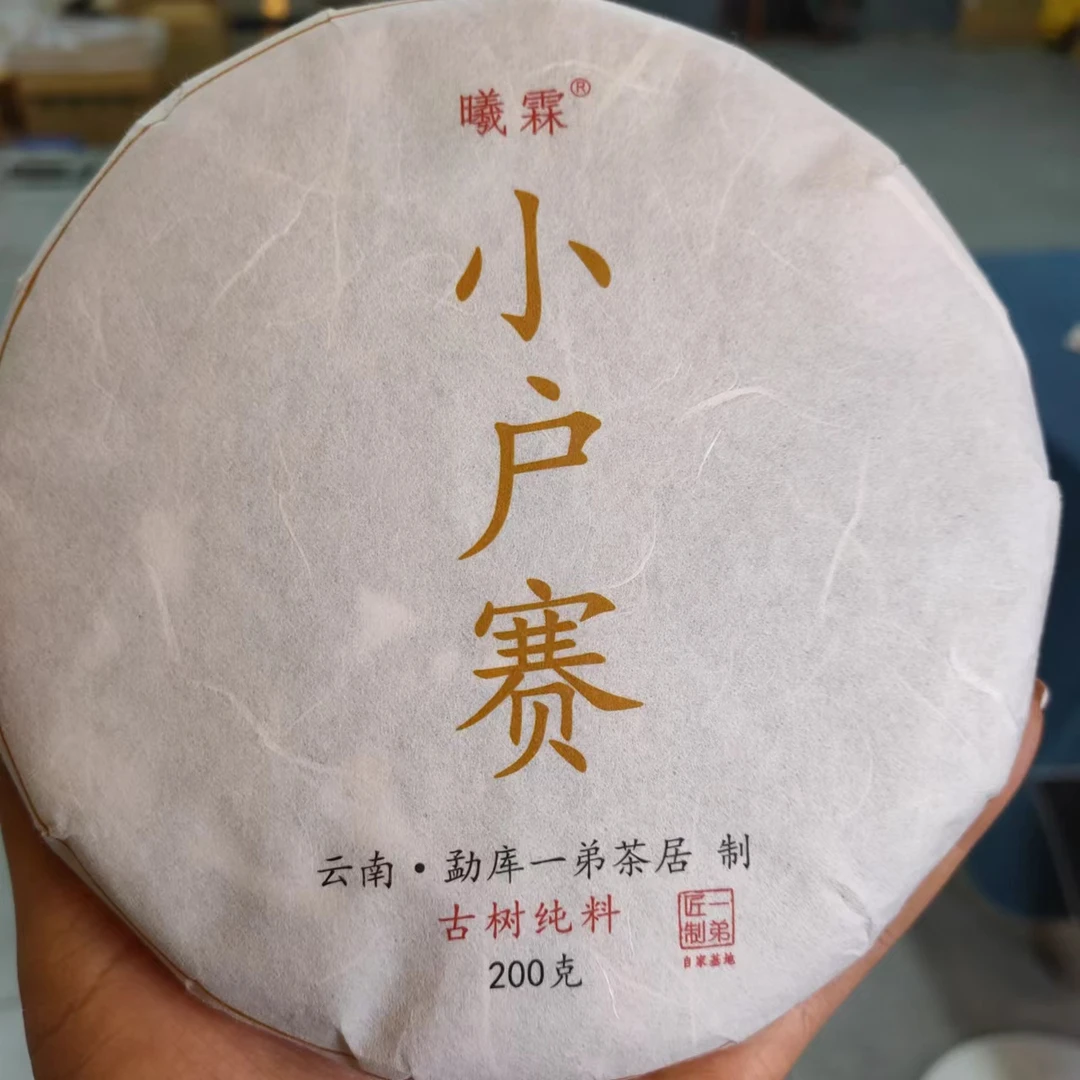 曦霖®
小户赛
云南·勐库一弟茶居 制
古树纯料
一弟匠制
自家基地
200克